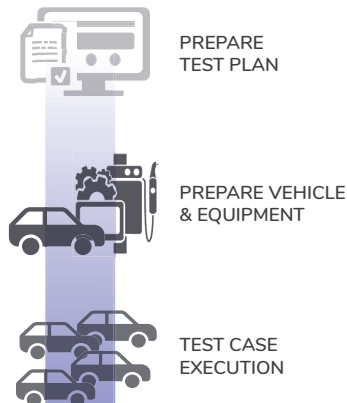 PREPARE
TEST PLAN
PREPARE VEHICLE
& EQUIPMENT
TEST CASE
EXECUTION